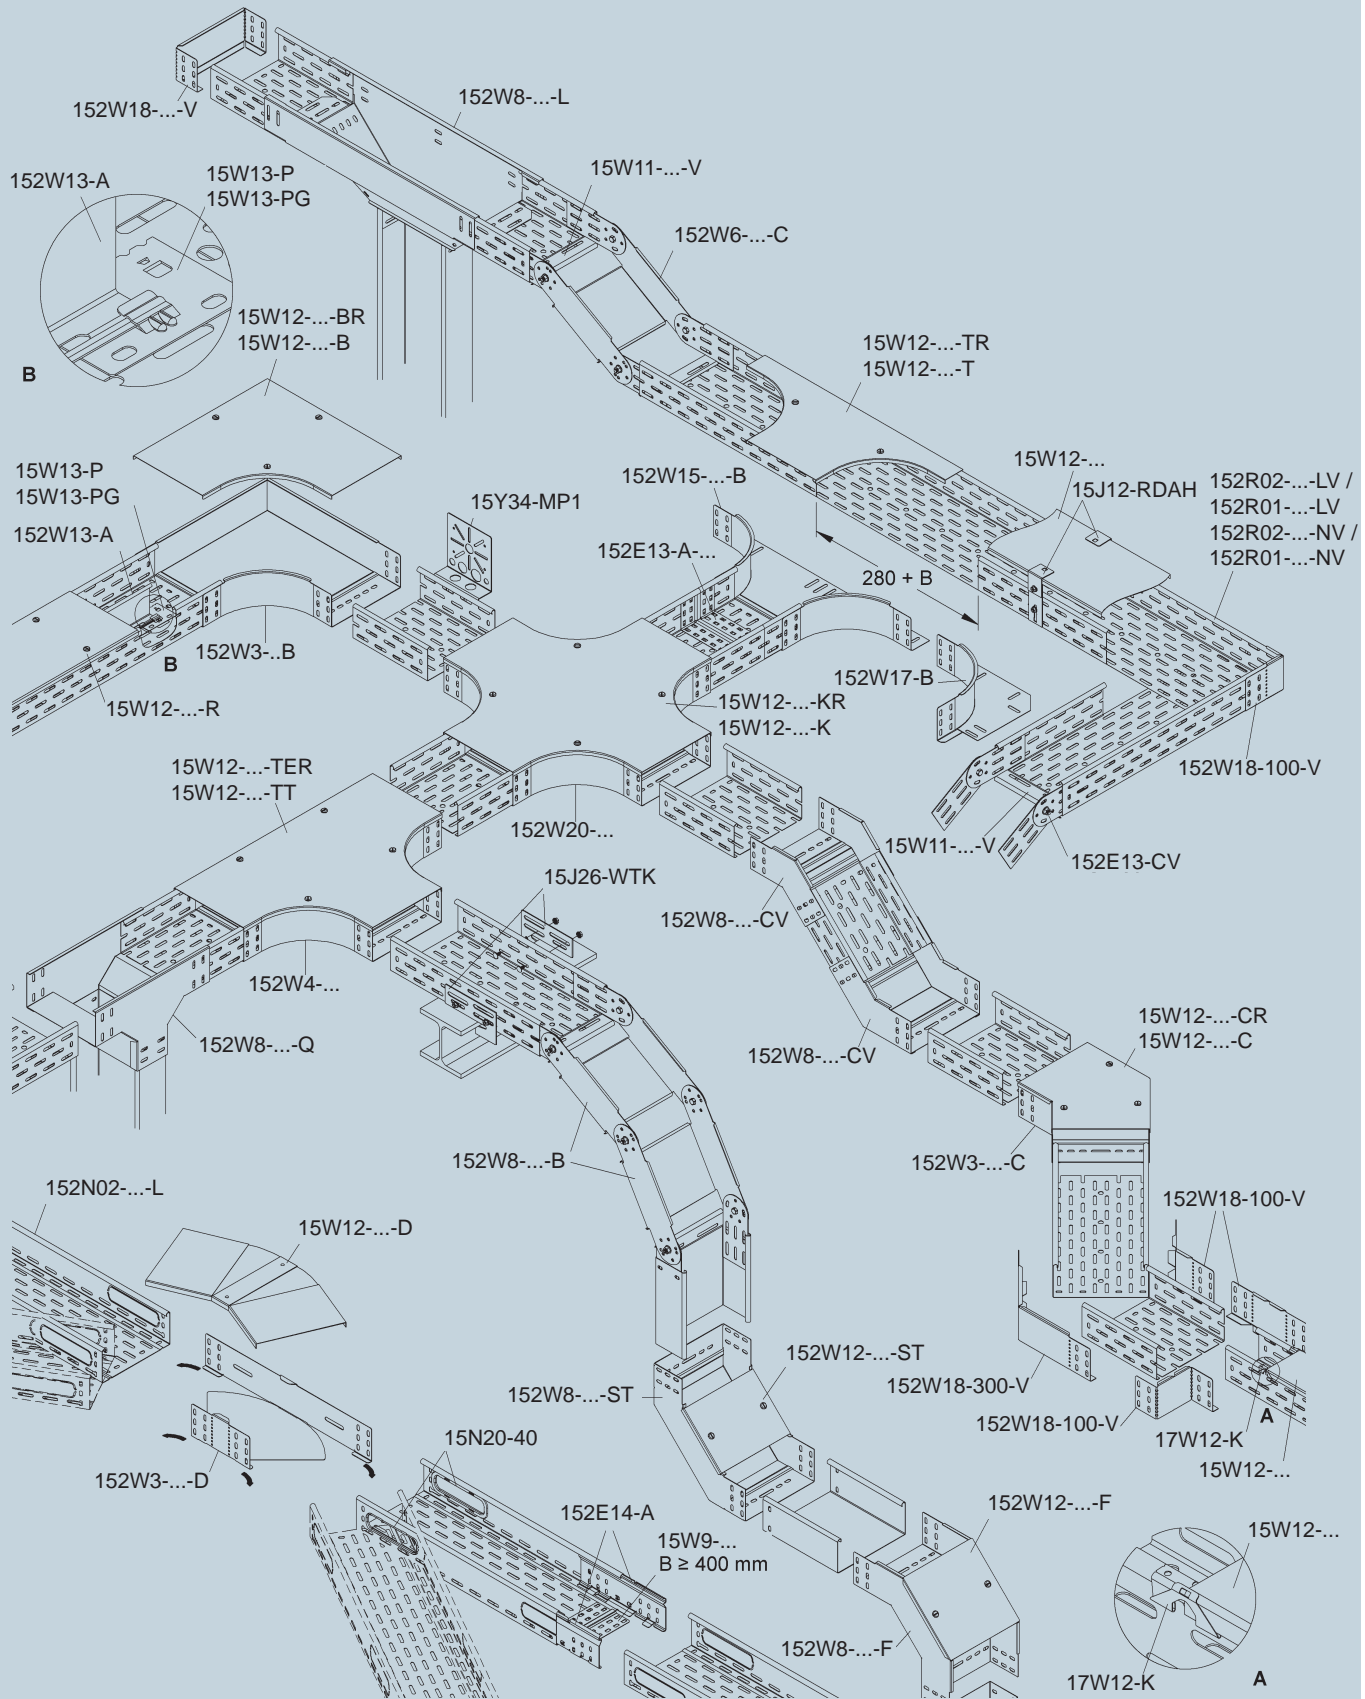 152W18-...-V
152W8-...-L
152W13-A
15W13-P
15W13-PG
15W11-...-V
152W6-...-C
15W12-...-BR
15W12-...-B
B
15W12-...-TR
15W12-...-T
15W13-P
15W13-PG
152W13-A
15Y34-MP1
152W15-...-B
152E13-A-...
15W12-...
15J12-RDAH
152R02-...-LV /
152R01-...-LV
152R02-...-NV /
152R01-...-NV
280 + B
152W3-..B
B
15W12-...-R
15W12-...-KR
15W12-...-K
152W17-B
152W18-100-V
15W12-...-TER
15W12-...-TT
152W20-...
15W11-...-V
152E13-CV
15J26-WTK
152W8-...-CV
152W4-...
152W8-...-Q
152W8-...-CV
15W12-...-CR
15W12-...-C
152W8-...-B
152W3-...-C
152N02-...-L
15W12-...-D
152W18-100-V
152W12-...-ST
152W8-...-ST
152W18-300-V
152W18-100-V
A
17W12-K
15W12-...
15N20-40
152W3-...-D
152E14-A
15W9-...
B ≥ 400 mm
152W12-...-F
15W12-...
152W8-...-F
17W12-K
A